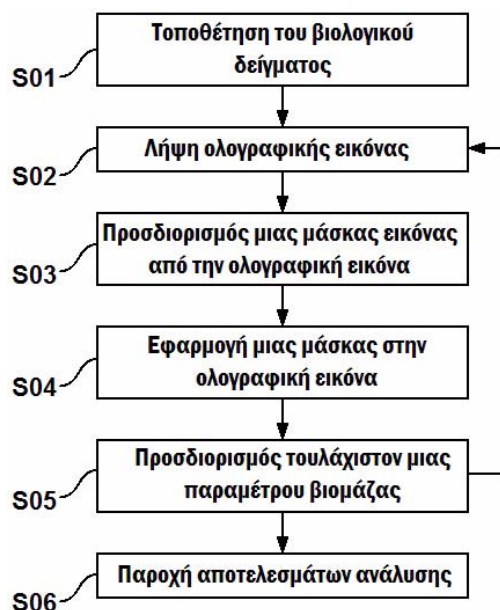 Τοποθέτηση του βιολογικού
δείγματος
S01
Λήψη ολογραφικής εικόνας
S02
Προσδιορισμός μιας μάσκας εικόνας
από την ολογραφική εικόνα
S03
Εφαρμογή μιας μάσκας στην
ολογραφική εικόνα
S04
Προσδιορισμός τουλάχιστον μιας
παραμέτρου βιομάζας
S05
Παροχή αποτελεσμάτων ανάλυσης
S06